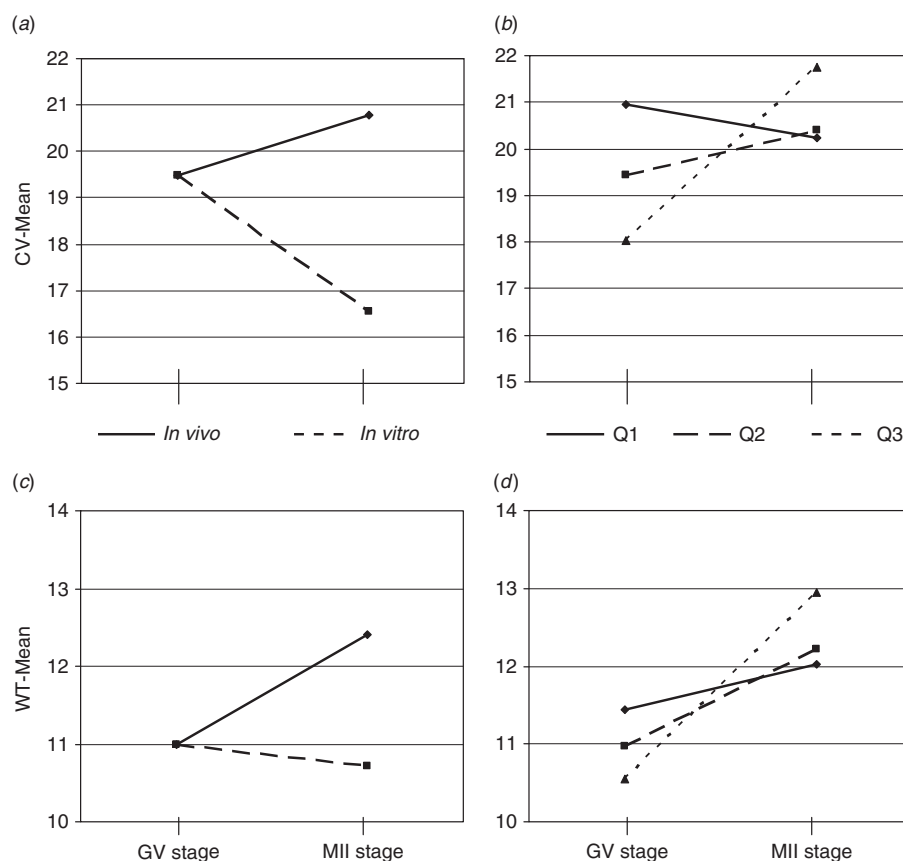 (a)
22
21
20
19
18
17
16
15
CV-Mean
In vivo
In vitro
(b)
22
21
20
19
18
17
16
15
Q1
Q2
Q3
(c)
14
13
12
11
10
WT-Mean
GV stage
MII stage
(d)
14
13
12
11
10
GV stage
MII stage